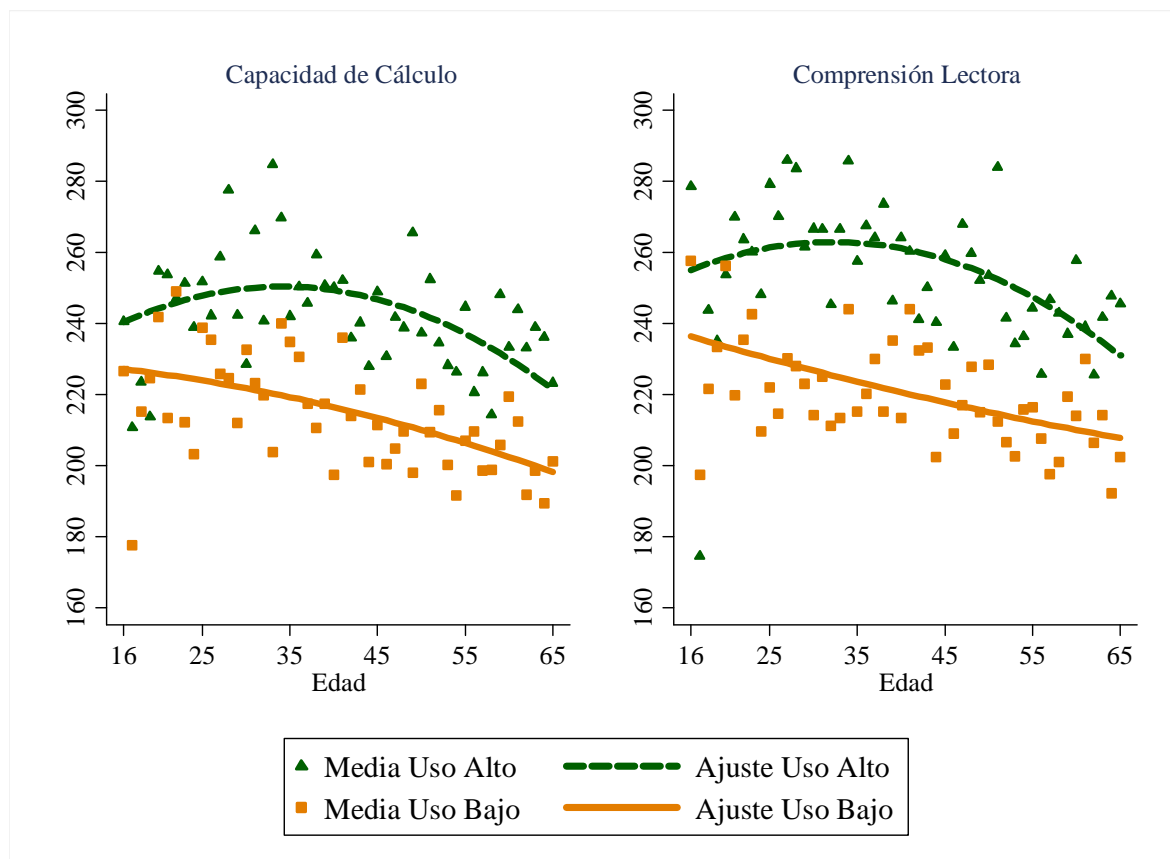 Capacidad de Cálculo
300
280
260
240
220
200
180
160
16 25 35 45 55 65
Edad
Comprensión Lectora
300
280
260
240
220
200
180
160
16 25 35 45 55 65
Edad
Media Uso Alto Ajuste Uso Alto
Media Uso Bajo Ajuste Uso Bajo